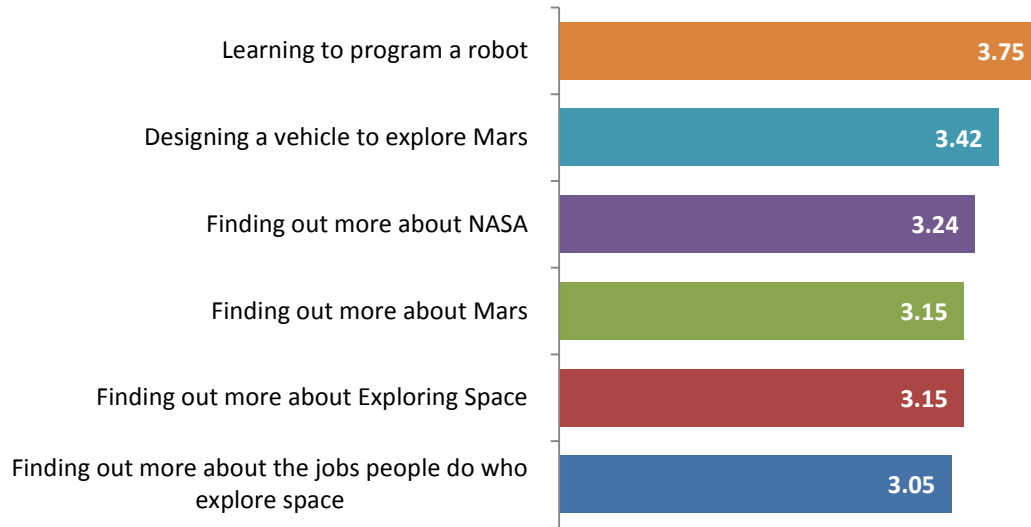 Learning to program a robot
3.75
Designing a vehicle to explore Mars
3.42
Finding out more about NASA
3.24
Finding out more about Mars
3.15
Finding out more about Exploring Space
3.15
Finding out more about the jobs people do who
explore space
3.05